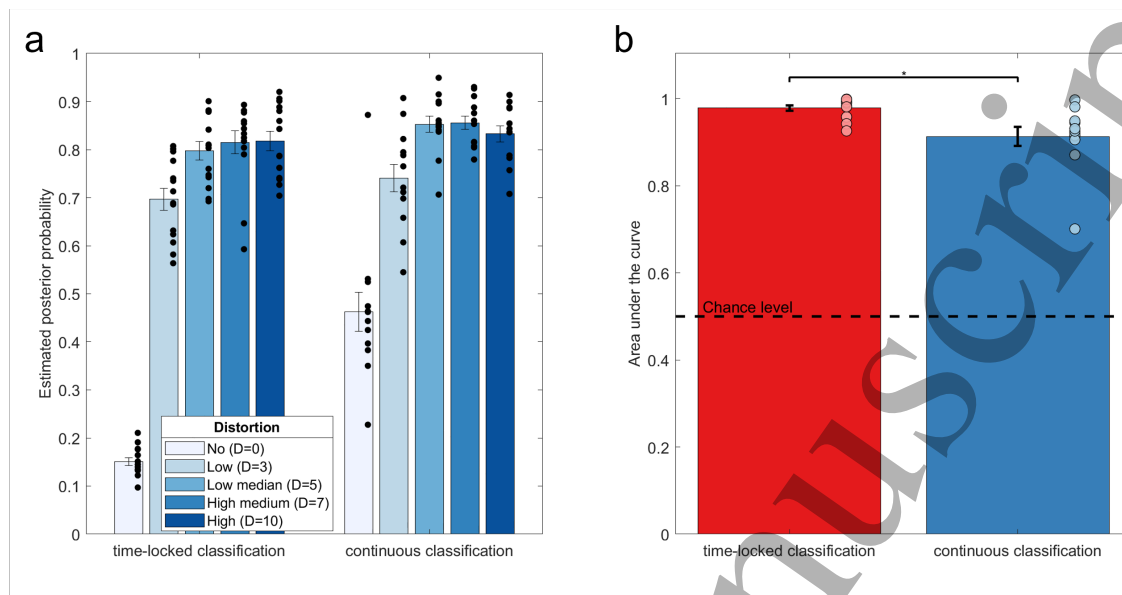 a
b
Estimated posterior probability
1
0.9
0.8
0.7
0.6
0.5
0.4
0.3
0.2
0.1
0
Distortion
No (D=0)
Low (D=3)
Low median (D=5)
High medium (D=7)
High (D=10)
time-locked classification
continuous classification
Area under the curve
1
0.8
0.6
0.4
0.2
0
*
Chance level
time-locked classification
continuous classification